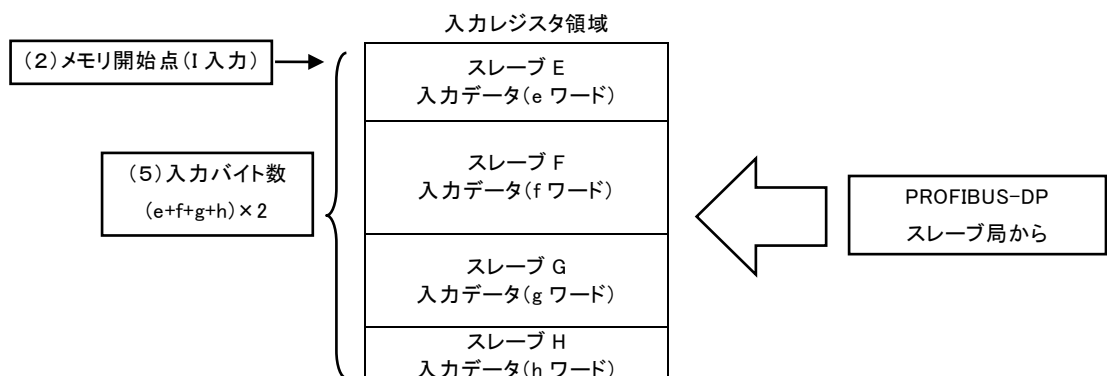 入力レジスタ領域
(2)メモリ開始点(I 入力)
スレーブ E
入力データ(e ワード)
(5)入力バイト数
(e+f+g+h)×2
スレーブ F
入力データ(f ワード)
PROFIBUS-DP
スレーブ局から
スレーブ G
入力データ(g ワード)
スレーブ H
入力データ(h ワード)